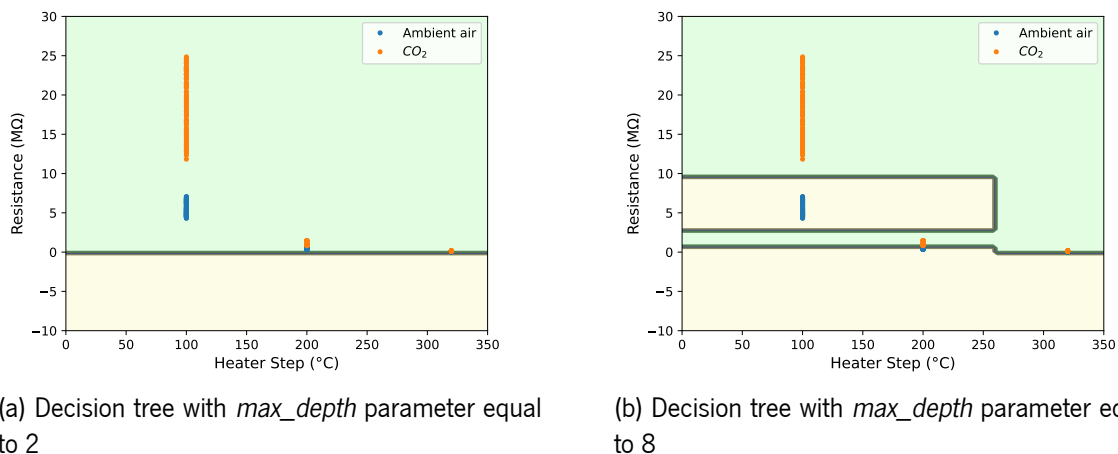 30
25
20
15
10
5
0
−5
−10
Resistance (MΩ)
0 50 100 150 200 250 300 350
Heater Step (°C)
Ambient air
CO2
30
25
20
15
10
5
0
−5
−10
Resistance (MΩ)
0 50 100 150 200 250 300 350
Heater Step (°C)
Ambient air
CO2
(a) Decision tree with max_depth parameter equal
to 2
(b) Decision tree with max_depth parameter
to 8